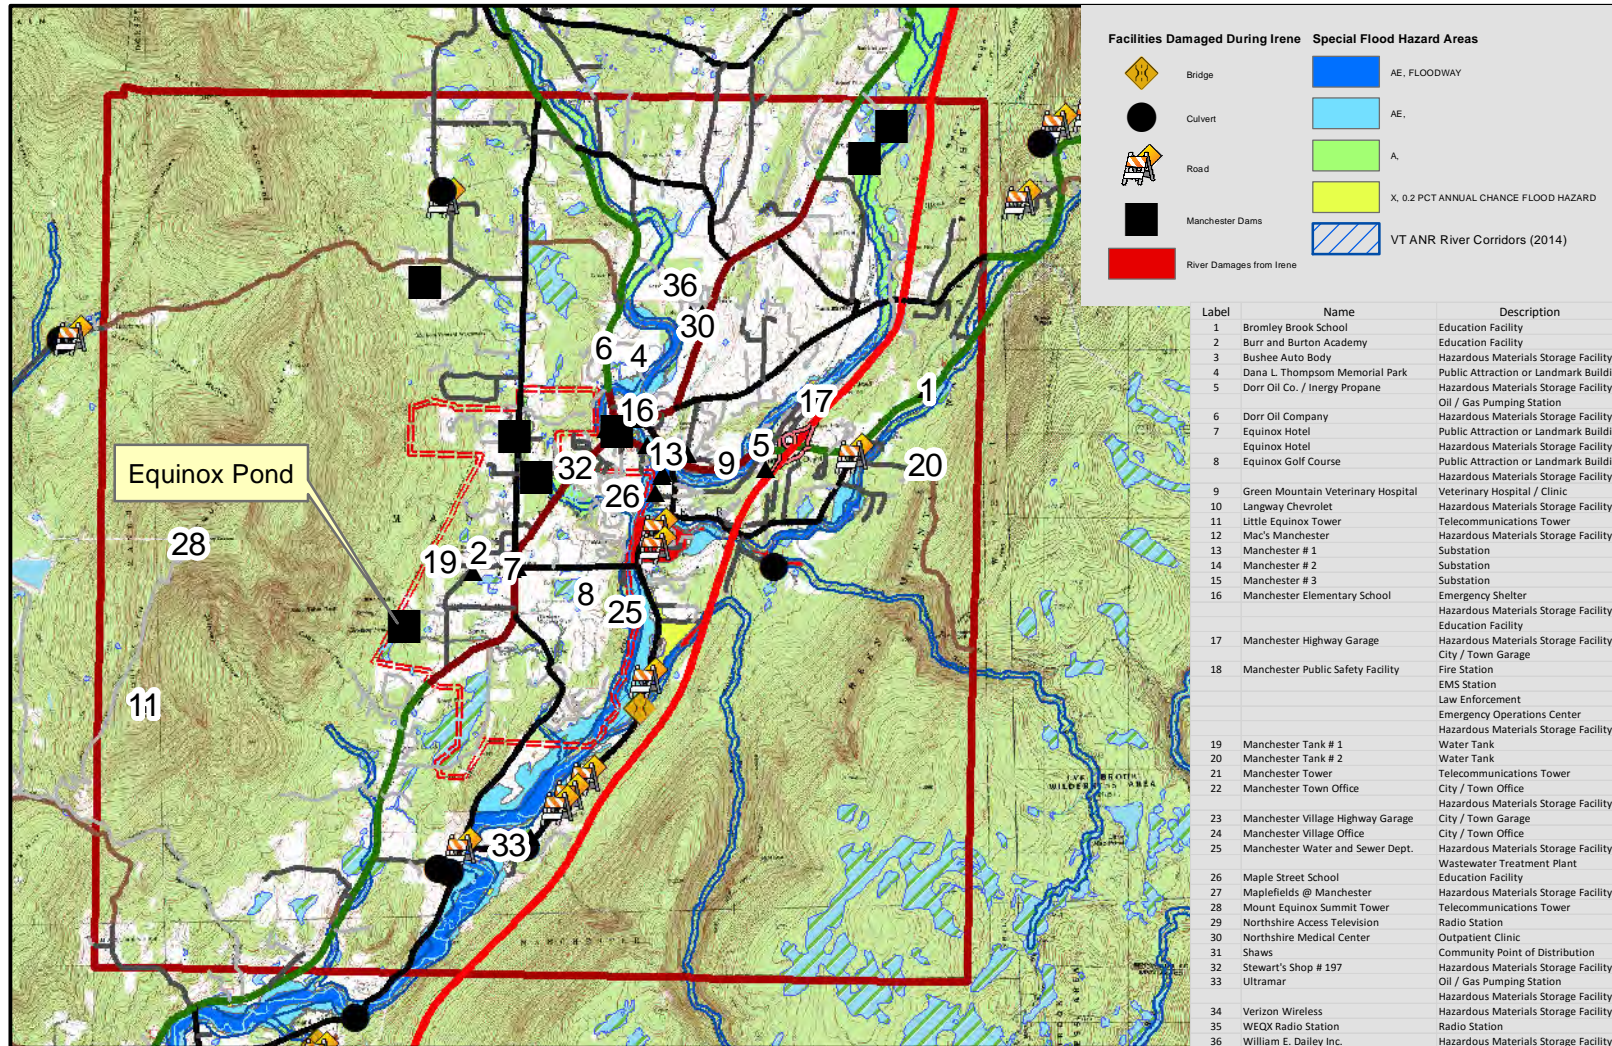 Facilities Damaged During Irene
Bridge
Culvert
Road
Manchester Dams
River Damages from Irene
Special Flood Hazard Areas
AE, FLOODWAY
AE,
A,
X, 0.2 PCT ANNUAL CHANCE FLOOD HAZARD
VT ANR River Corridors (2014)
Label Name Description
1 Bromley Brook School Education Facility
2 Burr and Burton Academy Education Facility
3 Bushee Auto Body Hazardous Materials Storage Facility
4 Dana L. Thompsom Memorial Park Public Attraction or Landmark Buildi
5 Dorr Oil Co. / Inergy Propane Hazardous Materials Storage Facility
Oil / Gas Pumping Station
6 Dorr Oil Company Hazardous Materials Storage Facility
7 Equinox Hotel Public Attraction or Landmark Buildi
Equinox Hotel Hazardous Materials Storage Facility
8 Equinox Golf Course Public Attraction or Landmark Buildi
Hazardous Materials Storage Facility
9 Green Mountain Veterinary Hospital Veterinary Hospital / Clinic
10 Langway Chevrolet Hazardous Materials Storage Facility
11 Little Equinox Tower Telecommunications Tower
12 Mac's Manchester Hazardous Materials Storage Facility
13 Manchester # 1 Substation
14 Manchester # 2 Substation
15 Manchester # 3 Substation
16 Manchester Elementary School Emergency Shelter
Hazardous Materials Storage Facility
Education Facility
17 Manchester Highway Garage Hazardous Materials Storage Facility
City / Town Garage
18 Manchester Public Safety Facility Fire Station
EMS Station
Law Enforcement
Emergency Operations Center
Hazardous Materials Storage Facility
19 Manchester Tank # 1 Water Tank
20 Manchester Tank # 2 Water Tank
21 Manchester Tower Telecommunications Tower
22 Manchester Town Office City / Town Office
Hazardous Materials Storage Facility
23 Manchester Village Highway Garage City / Town Garage
24 Manchester Village Office City / Town Office
25 Manchester Water and Sewer Dept. Hazardous Materials Storage Facility
Wastewater Treatment Plant
26 Maple Street School Education Facility
27 Maplefields @ Manchester Hazardous Materials Storage Facility
28 Mount Equinox Summit Tower Telecommunications Tower
29 Northshire Access Television Radio Station
30 Northshire Medical Center Outpatient Clinic
31 Shaws Community Point of Distribution
32 Stewart's Shop # 197 Hazardous Materials Storage Facility
33 Ultramar Oil / Gas Pumping Station
Hazardous Materials Storage Facility
34 Verizon Wireless Hazardous Materials Storage Facility
35 WEQX Radio Station Radio Station
36 William E. Dailey Inc. Hazardous Materials Storage Facility
36
30
6
4
1
17
16
13
5
9
20
32
26
Equinox Pond
28
19
2
7
8
25
11
33
WILDERNESS AREA